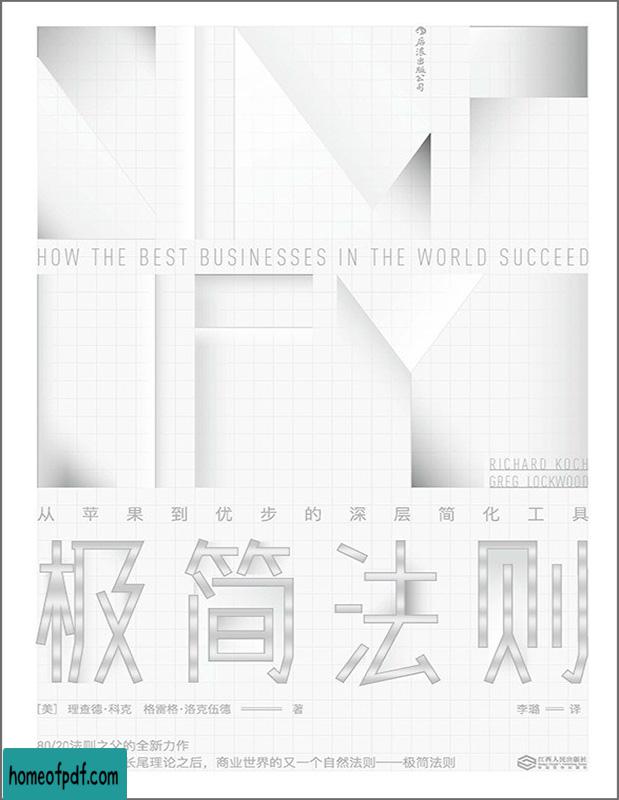 后浪出版公司
HOW THE BEST BUSINESSES IN THE WORLD SUCCEED
RICHARD KOCH
GREG LOCKWOOD
从苹果到优步的深层简化工具
极简法则
[美] 理查德·科克 格雷格·洛克伍德 著
李璐 译
80/20法则之父的全新力作
长尾理论之后，商业世界的又一个自然法则——极简法则
江西人民出版社
homeofpdf.com